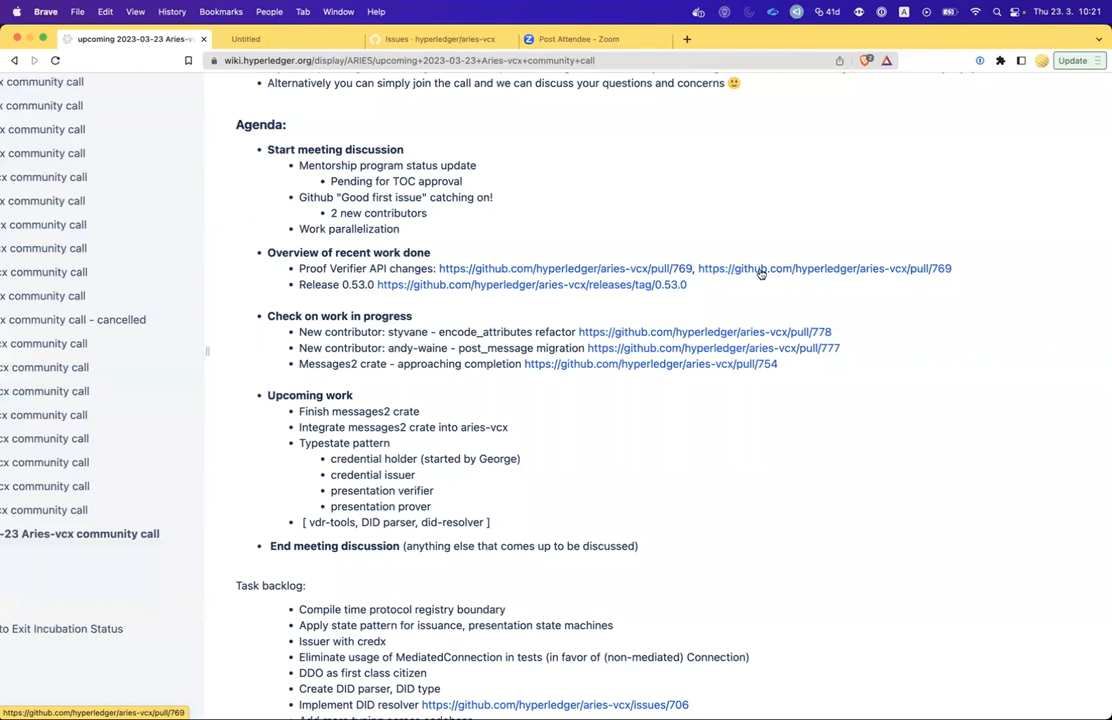 Brave File Edit View History Bookmarks People Tab Window Help 41d A Thu 23. 3. 10:21
upcoming 2023-03-23 Aries-v Untitled Issues · hyperledger/aries-vcx Post Attendee - Zoom
wiki.hyperledger.org/display/ARIES/upcoming+2023-03-23+Aries-vcx+community+call Update
cx community call
cx community call
x community call
x community call
x community call
x community call
x community call
cx community call
cx community call
cx community call
cx community call - cancelled
cx community call
cx community call
cx community call
cx community call
cx community call
cx community call
cx community call
cx community call
-23 Aries-vcx community call
to Exit Incubation Status
• Alternatively you can simply join the call and we can discuss your questions and concerns 🙂
Agenda:
• Start meeting discussion
• Mentorship program status update
• Pending for TOC approval
• Github "Good first issue" catching on!
• 2 new contributors
• Work parallelization
• Overview of recent work done
• Proof Verifier API changes: https://github.com/hyperledger/aries-vcx/pull/769, https://github.com/hyperledger/aries-vcx/pull/769
• Release 0.53.0 https://github.com/hyperledger/aries-vcx/releases/tag/0.53.0
• Check on work in progress
• New contributor: styvane - encode_attributes refactor https://github.com/hyperledger/aries-vcx/pull/778
• New contributor: andy-waine - post_message migration https://github.com/hyperledger/aries-vcx/pull/777
• Messages2 crate - approaching completion https://github.com/hyperledger/aries-vcx/pull/754
• Upcoming work
• Finish messages2 crate
• Integrate messages2 crate into aries-vcx
• Typestate pattern
• credential holder (started by George)
• credential issuer
• presentation verifier
• presentation prover
• [ vdr-tools, DID parser, did-resolver ]
• End meeting discussion (anything else that comes up to be discussed)
Task backlog:
• Compile time protocol registry boundary
• Apply state pattern for issuance, presentation state machines
• Issuer with credx
• Eliminate usage of MediatedConnection in tests (in favor of (non-mediated) Connection)
• DDO as first class citizen
• Create DID parser, DID type
• Implement DID resolver https://github.com/hyperledger/aries-vcx/issues/706
https://github.com/hyperledger/aries-vcx/pull/769